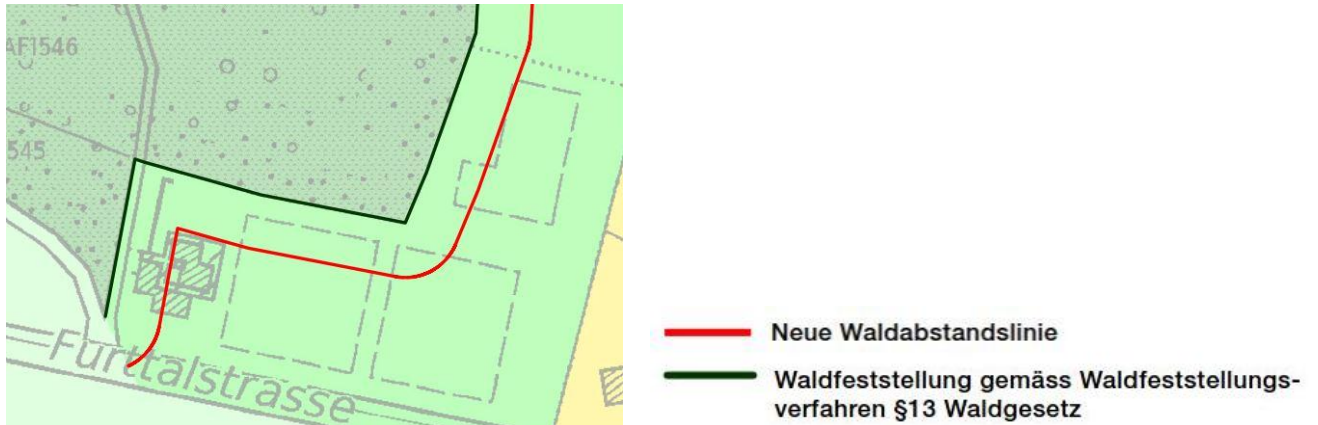 AF1546
545
Furttalstrasse
Neue Waldabstandslinie
Waldfeststellung gemäss Waldfeststellungs-
verfahren §13 Waldgesetz